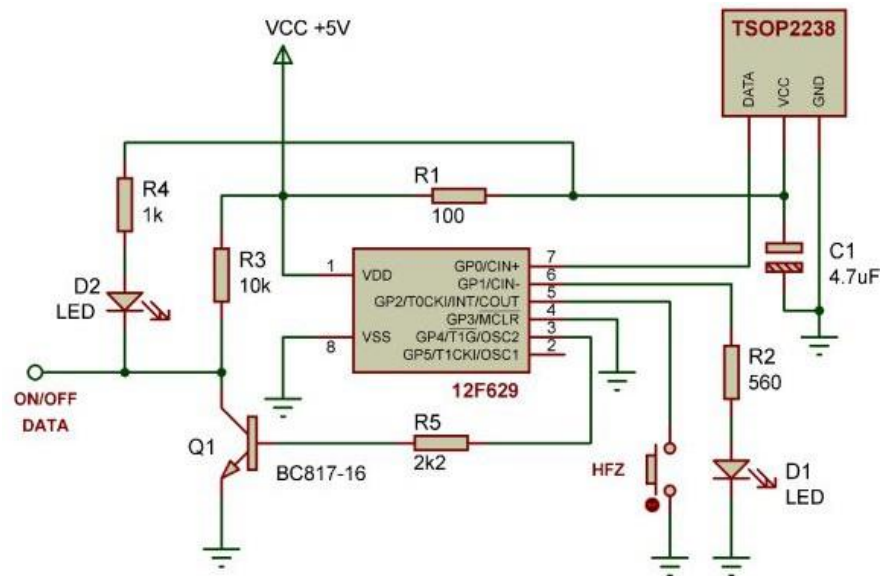 VCC +5V
TSOP2238
DATA
VCC
GND
R4
1k
R1
100
R3
10k
C1
4.7uF
D2
LED
1
VDD
8
VSS
GP0/CIN+
7
GP1/CIN-
6
GP2/T0CKI/INT/COUT
5
GP3/MCLR
4
GP4/T1G/OSC2
3
GP5/T1CKI/OSC1
2
12F629
R2
560
ON/OFF
DATA
R5
2k2
Q1
BC817-16
HFZ
D1
LED